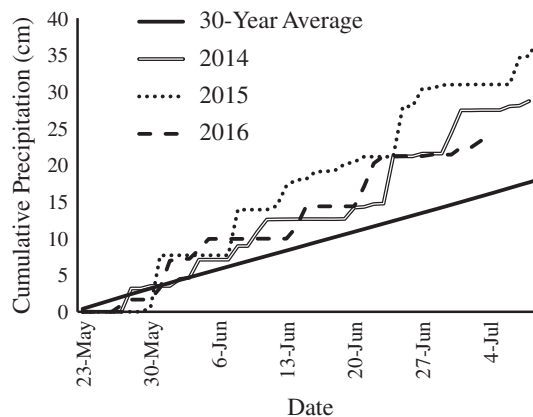 40
35
30
25
20
15
10
5
0
Cumulative Precipitation (cm)
30-Year Average
2014
2015
2016
23-May
30-May
6-Jun
13-Jun
20-Jun
27-Jun
4-Jul
Date